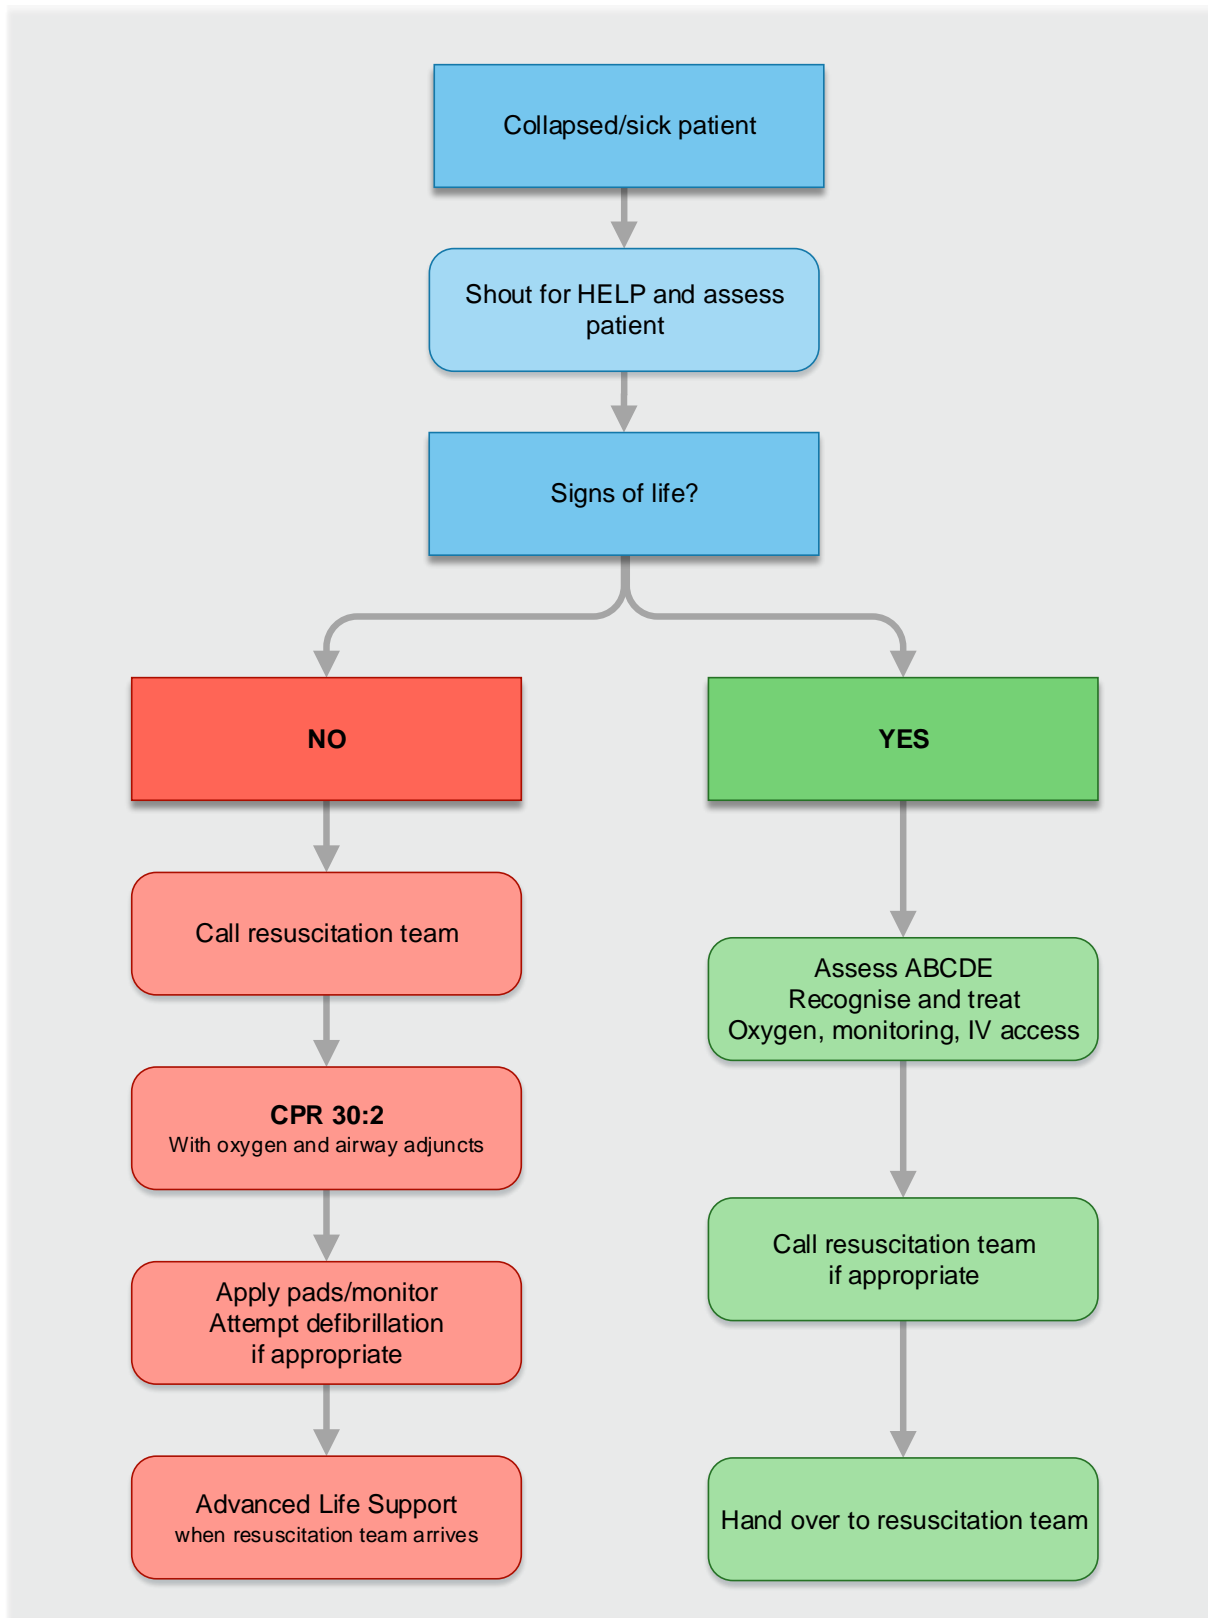 Collapsed/sick patient
Shout for HELP and assess
patient
Signs of life?
NO
YES
Call resuscitation team
CPR 30:2
With oxygen and airway adjuncts
Apply pads/monitor
Attempt defibrillation
if appropriate
Advanced Life Support
when resuscitation team arrives
Assess ABCDE
Recognise and treat
Oxygen, monitoring, IV access
Call resuscitation team
if appropriate
Hand over to resuscitation team